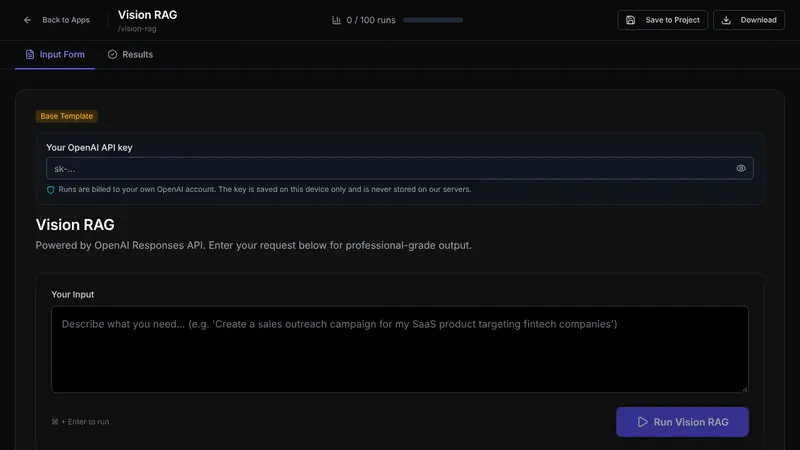 Back to Apps
Vision RAG
/vision-rag
0 / 100 runs
Save to Project
Download
Input Form
Results
Base Template
Your OpenAI API key
sk-...
Runs are billed to your own OpenAI account. The key is saved on this device only and is never stored on our servers.
Vision RAG
Powered by OpenAI Responses API. Enter your request below for professional-grade output.
Your Input
Describe what you need... (e.g. 'Create a sales outreach campaign for my SaaS product targeting fintech companies')
⌘ + Enter to run
Run Vision RAG